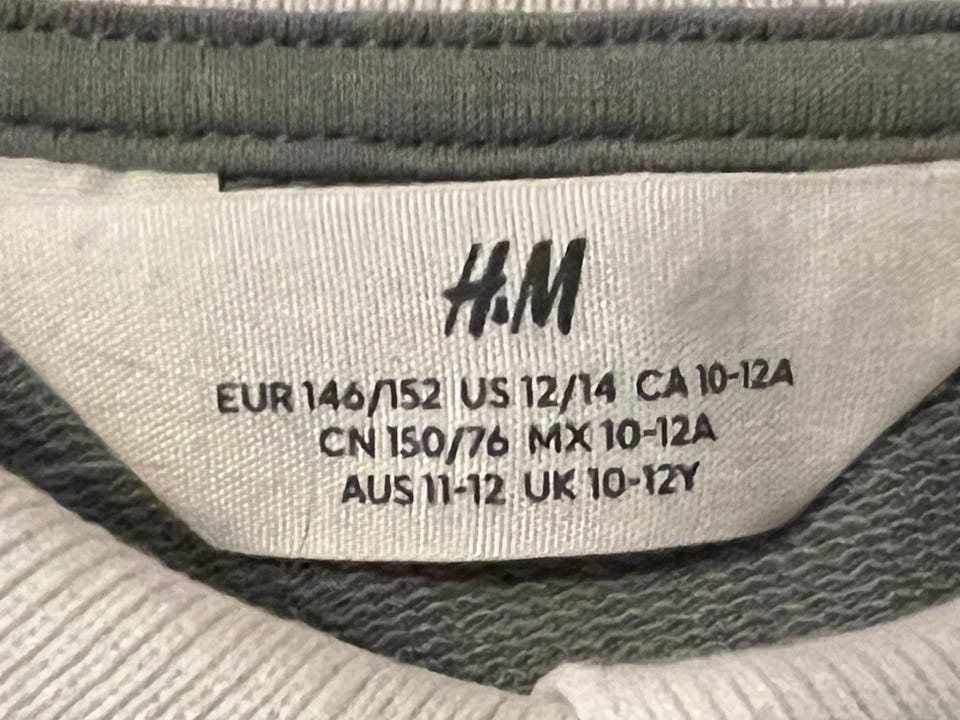 H&M
EUR 146/152 US 12/14 CA 10-12A
CN 150/76 MX 10-12A
AUS 11-12 UK 10-12Y